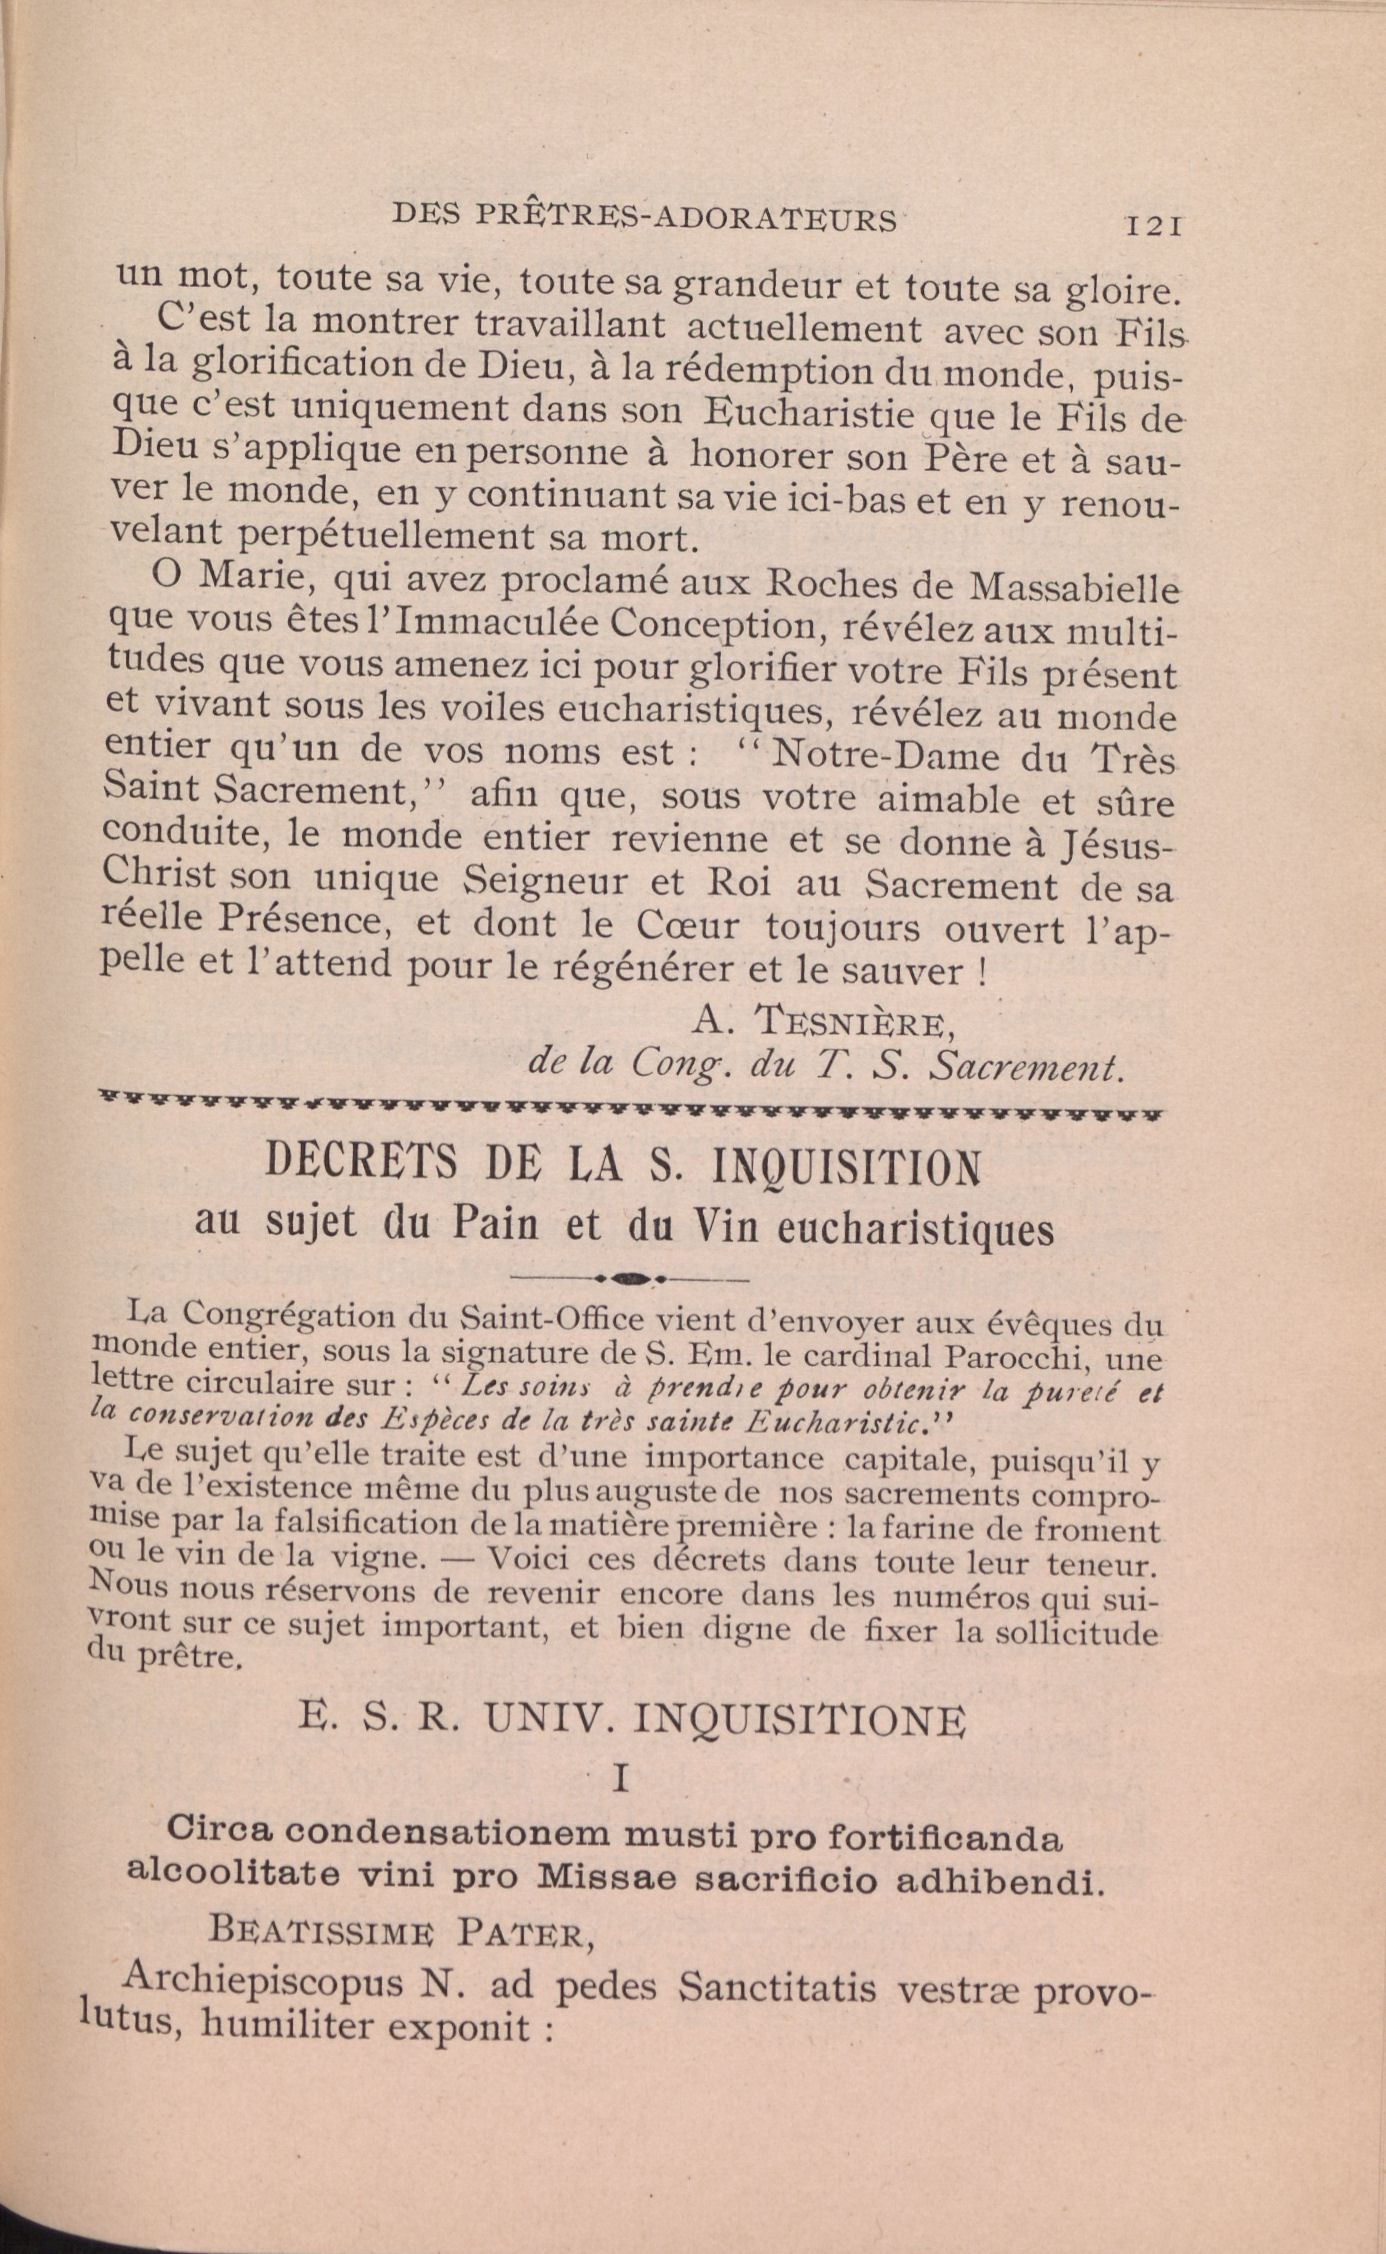 DES PRÊTRES-ADORATEURS 121
un mot, toute sa vie, toute sa grandeur et toute sa gloire.
C'est la montrer travaillant actuellement avec son Fils
à la glorification de Dieu, à la rédemption du monde, puis-
que c'est uniquement dans son Eucharistie que le Fils de
Dieu s'applique en personne à honorer son Père et à sau-
ver le monde, en y continuant sa vie ici-bas et en y renou-
velant perpétuellement sa mort.
O Marie, qui avez proclamé aux Roches de Massabielle
que vous êtes l'Immaculée Conception, révélez aux multi-
tudes que vous amenez ici pour glorifier votre Fils présent
et vivant sous les voiles eucharistiques, révélez au monde
entier qu'un de vos noms est : “ Notre-Dame du Très
Saint Sacrement,” afin que, sous votre aimable et sûre
conduite, le monde entier revienne et se donne à Jésus-
Christ son unique Seigneur et Roi au Sacrement de sa
réelle Présence, et dont le Cœur toujours ouvert l'ap-
pelle et l'attend pour le régénérer et le sauver !
A. TESNIÈRE,
de la Cong. du T. S. Sacrement.
DECRETS DE LA S. INQUISITION
au sujet du Pain et du Vin eucharistiques
La Congrégation du Saint-Office vient d'envoyer aux évêques du
monde entier, sous la signature de S. Em. le cardinal Parocchi, une
lettre circulaire sur : “ Les soins à prendre pour obtenir la pureté et
la conservation des Espèces de la très sainte Eucharistic.”
Le sujet qu'elle traite est d'une importance capitale, puisqu'il y
va de l'existence même du plus auguste de nos sacrements compro-
mise par la falsification de la matière première : la farine de froment
ou le vin de la vigne. — Voici ces décrets dans toute leur teneur.
Nous nous réservons de revenir encore dans les numéros qui sui-
vront sur ce sujet important, et bien digne de fixer la sollicitude
du prêtre.
E. S. R. UNIV. INQUISITIONE
I
Circa condensationem musti pro fortificanda
alcoolitate vini pro Missae sacrificio adhibendi.
BEATISSIME PATER,
Archiepiscopus N. ad pedes Sanctitatis vestræ provo-
lutus, humiliter exponit :